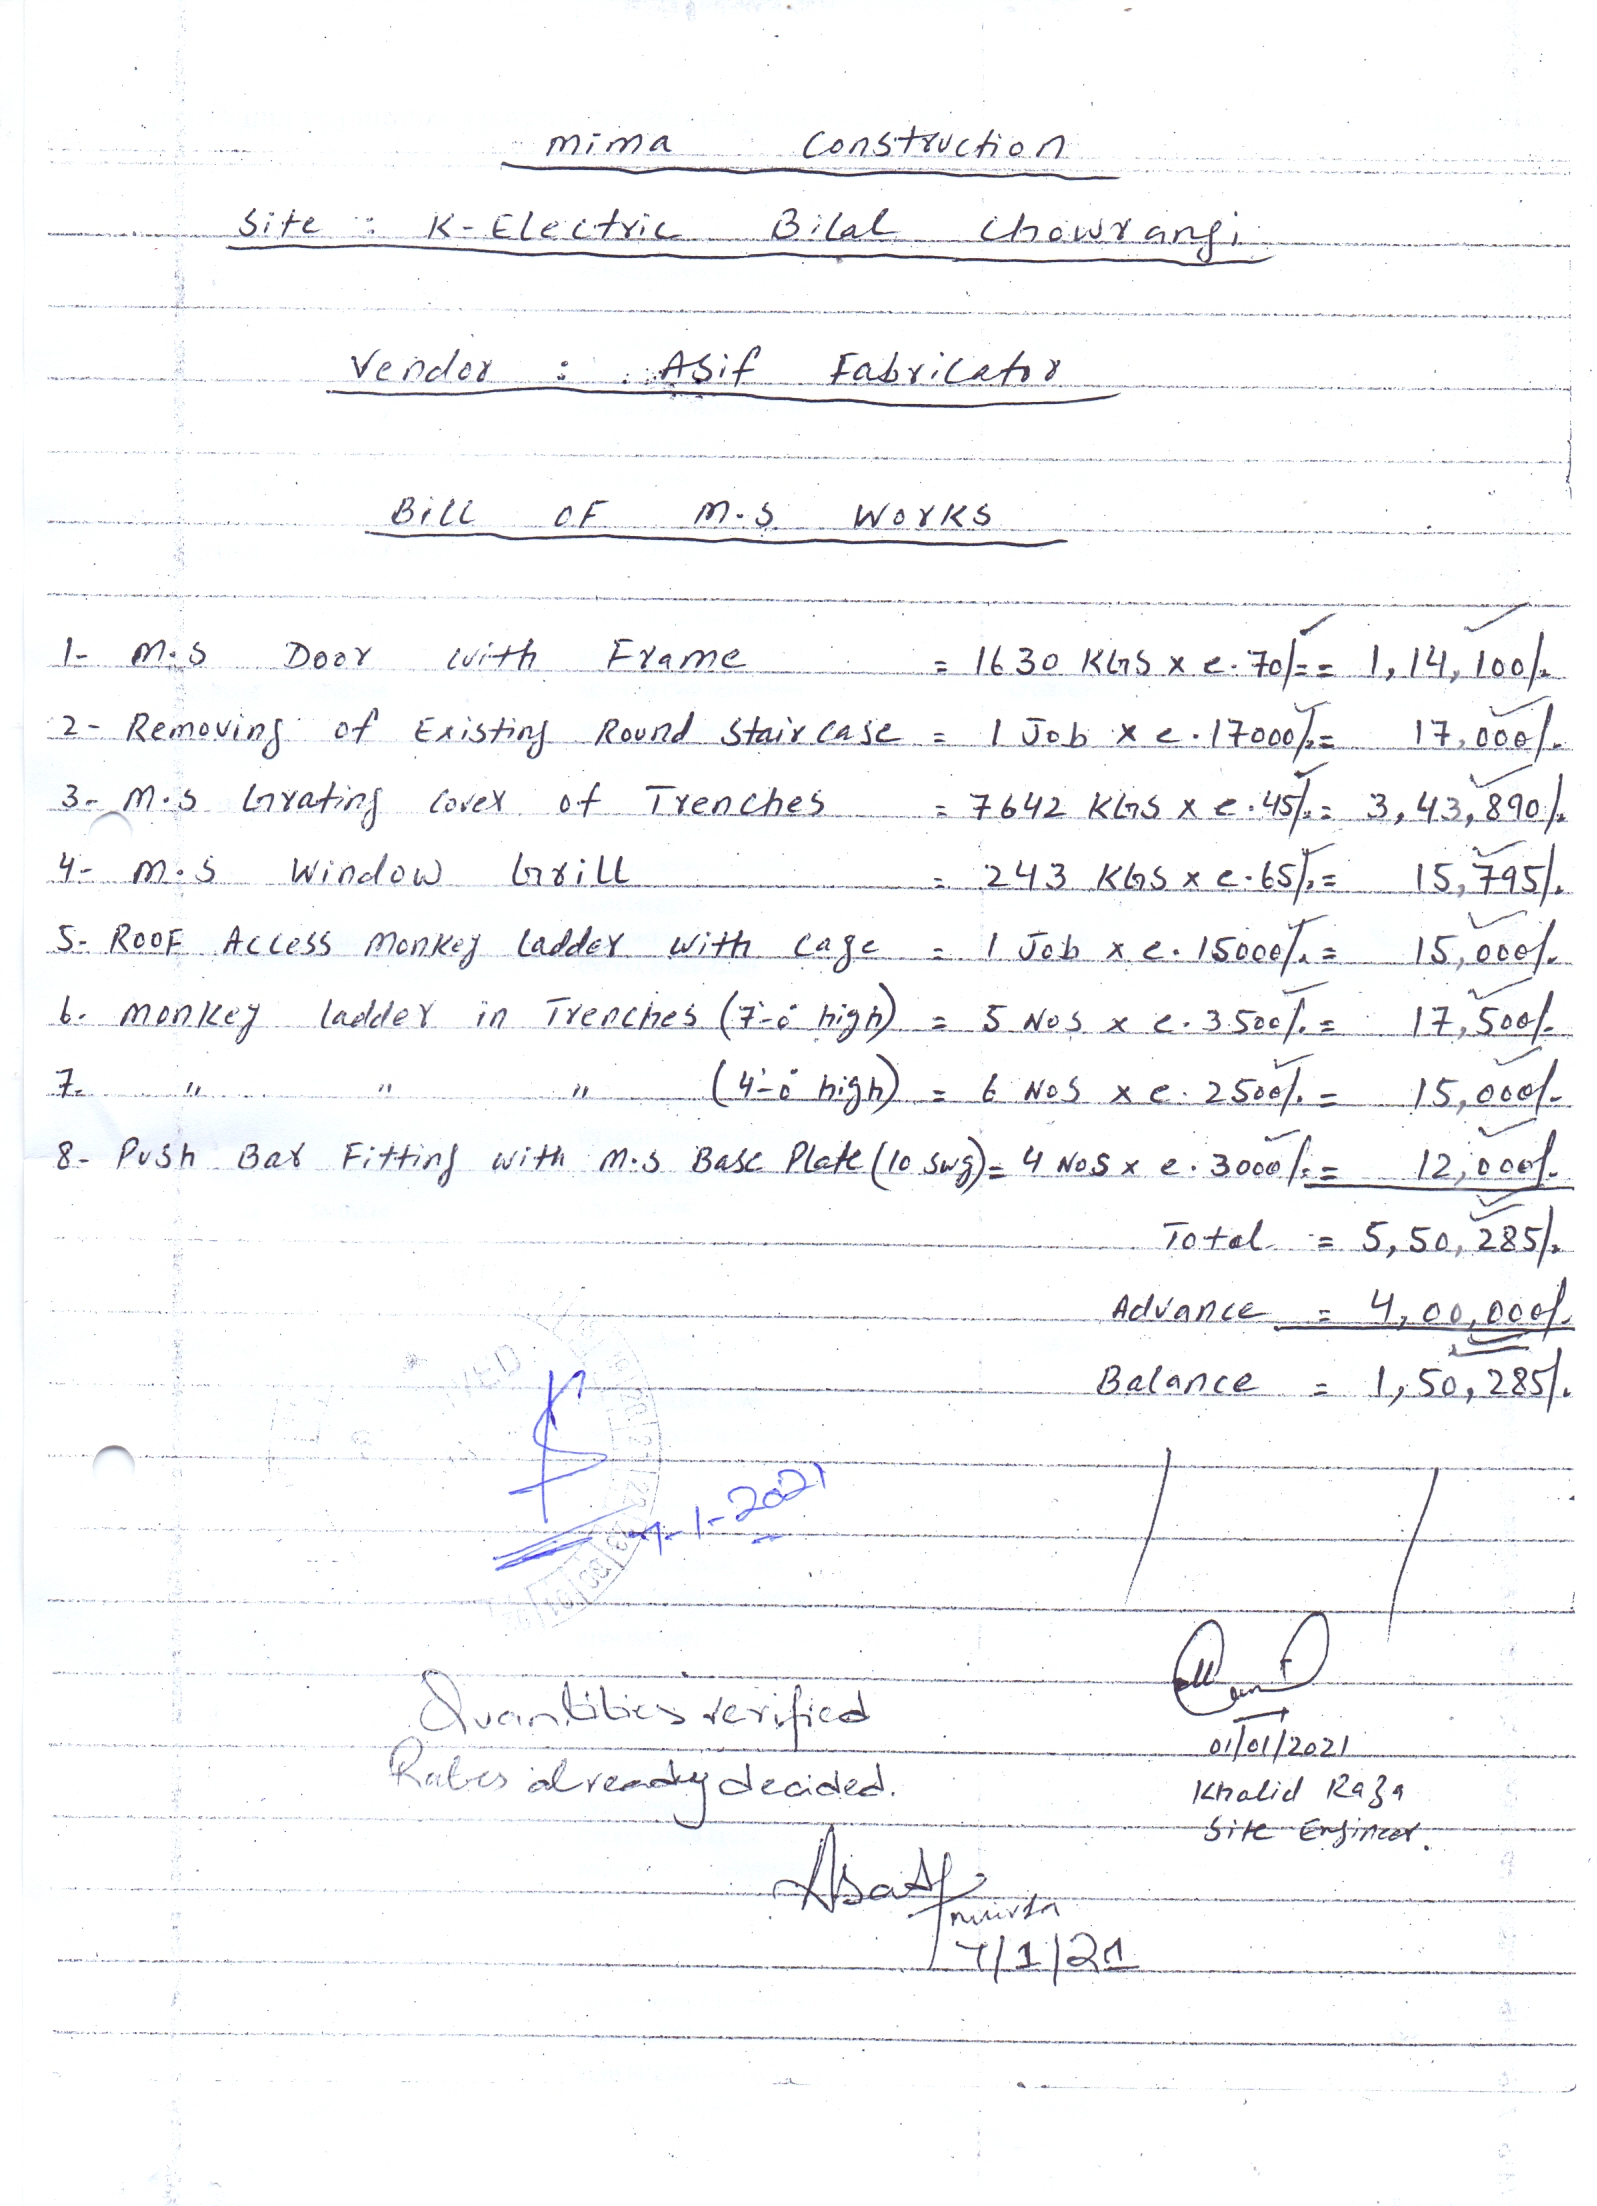 Mima Construction
Site : K-Electric Bilal Chowrangi
Vendor : Asif Fabricator
Bill OF M.S Works
1- M.S Door with Frame = 1630 KGS x @.70/- = 1,14,100/-
2- Removing of Existing Round Staircase = 1 Job x @.17000/- = 17,000/-
3- M.S Grating Cover of Trenches = 7642 KGS x @.45/- = 3,43,890/-
4- M.S Window Grill = 243 KGS x @.65/- = 15,795/-
5- Roof Access Monkey Ladder with Cage = 1 Job x @.15000/- = 15,000/-
6- Monkey Ladder in Trenches (7'-0" high) = 5 Nos x @.3500/- = 17,500/-
7- " " " (4'-0" high) = 6 Nos x @.2500/- = 15,000/-
8- Push Bar Fitting with M.S Base Plate (10 swg) = 4 Nos x @.3000/- = 12,000/-
Total = 5,50,285/-
Advance = 4,00,000/-
Balance = 1,50,285/-
7-1-2021
Quantities verified
Rates already decided.
01/01/2021
Khalid Raza
Site Engineer.
7/1/21